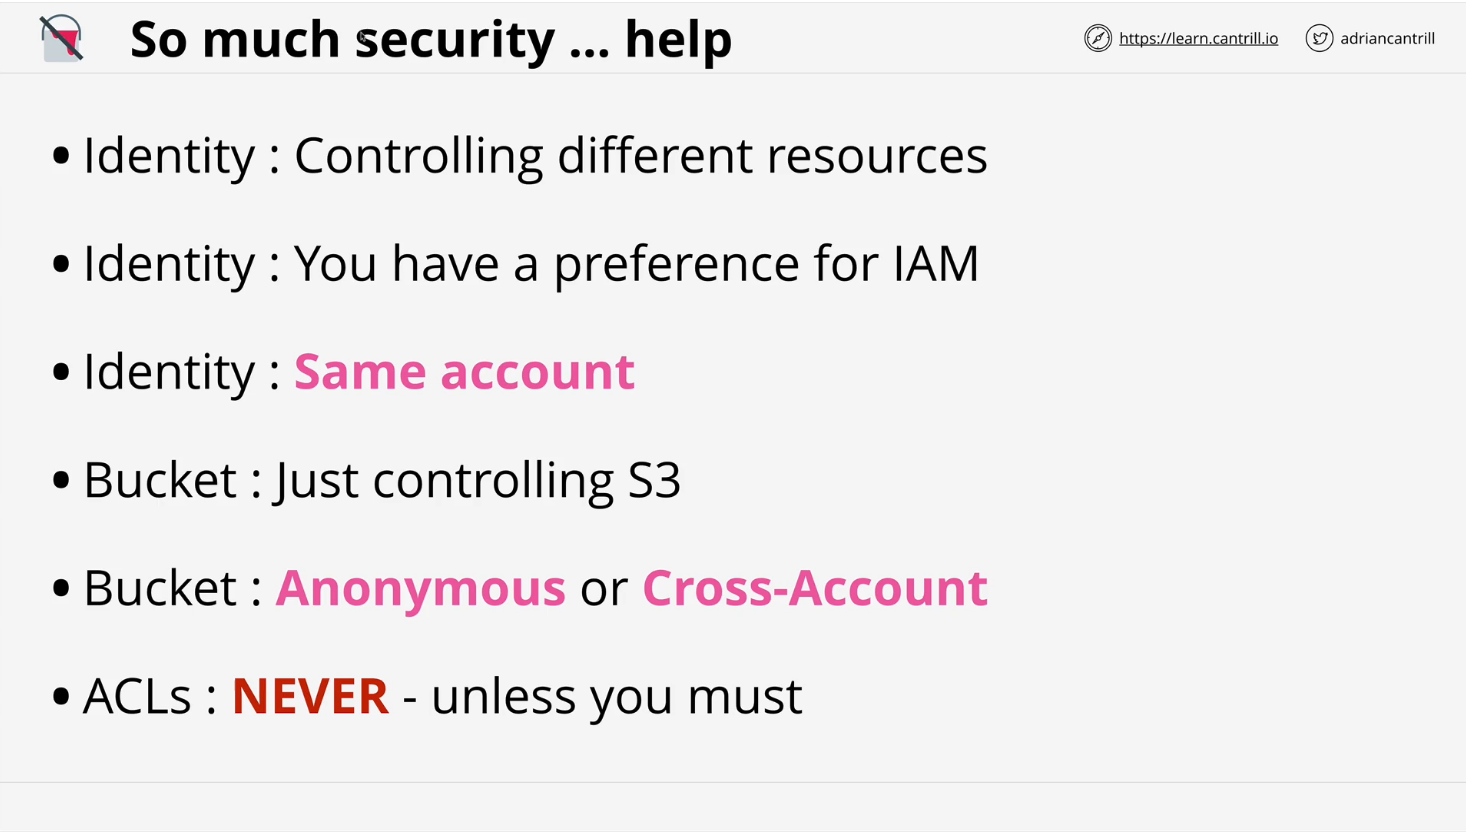 So much security ... help
https://learn.cantrill.io
adriancantrill
• Identity : Controlling different resources
• Identity : You have a preference for IAM
• Identity : Same account
• Bucket : Just controlling S3
• Bucket : Anonymous or Cross-Account
• ACLs : NEVER - unless you must